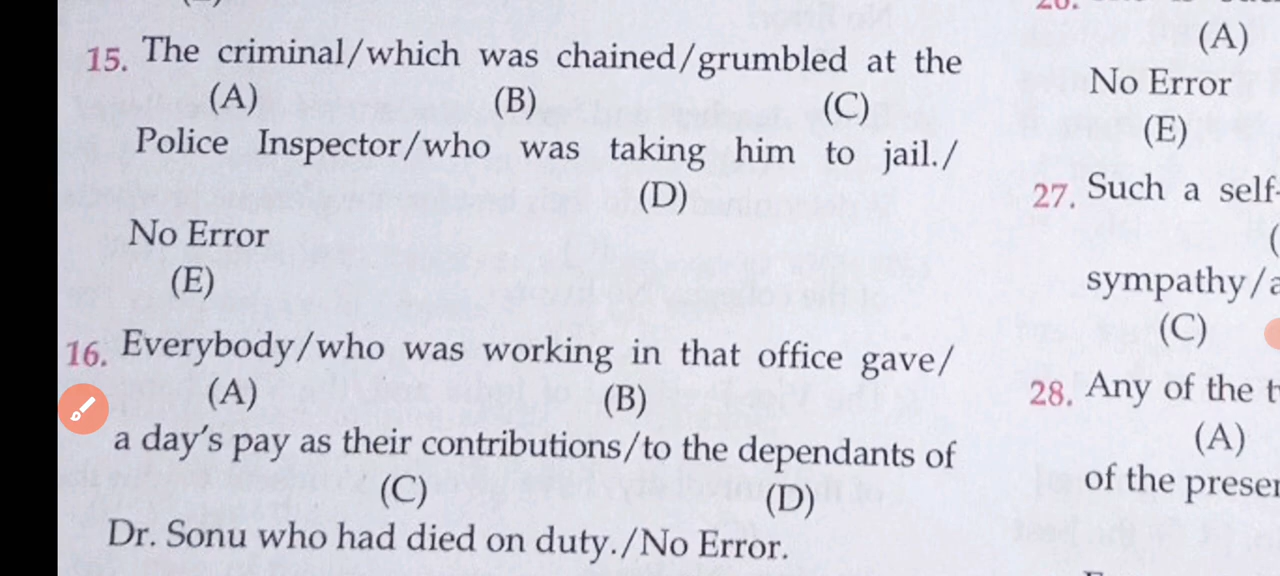 15. The criminal/which was chained/grumbled at the
(A) (B) (C)
Police Inspector/who was taking him to jail./
(D)
No Error
(E)
16. Everybody/who was working in that office gave/
(A) (B)
a day's pay as their contributions/to the dependants of
(C) (D)
Dr. Sonu who had died on duty./No Error.
(A)
No Error
(E)
27. Such a self-
sympathy/a
(C)
28. Any of the t
(A)
of the prese